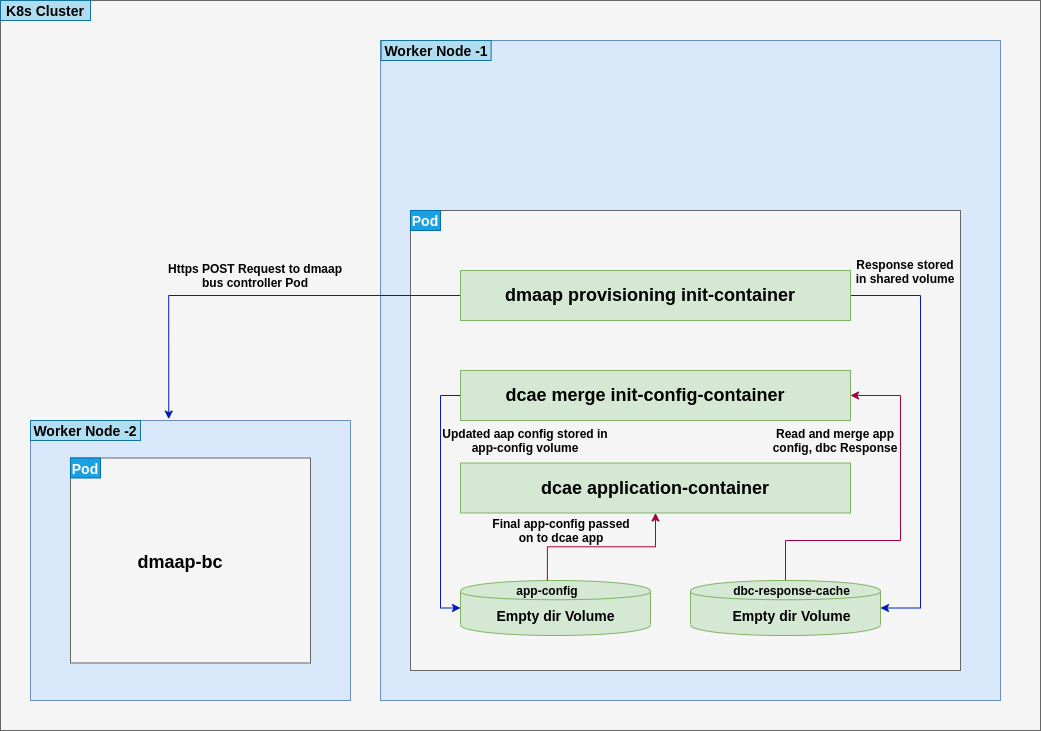 K8s Cluster
Worker Node -1
Pod
Https POST Request to dmaap
bus controller Pod
Response stored
in shared volume
dmaap provisioning init-container
dcae merge init-config-container
Updated aap config stored in
app-config volume
Read and merge app
config, dbc Response
dcae application-container
Final app-config passed
on to dcae app
app-config
Empty dir Volume
dbc-response-cache
Empty dir Volume
Worker Node -2
Pod
dmaap-bc